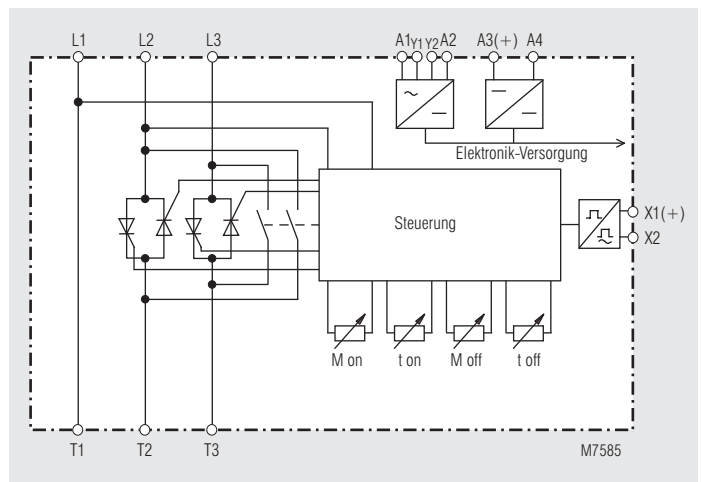 L1 L2 L3 A1 Y1 Y2 A2 A3(+) A4
Elektronik-Versorgung
Steuerung
X1(+)
X2
M on t on M off t off
T1 T2 T3
M7585